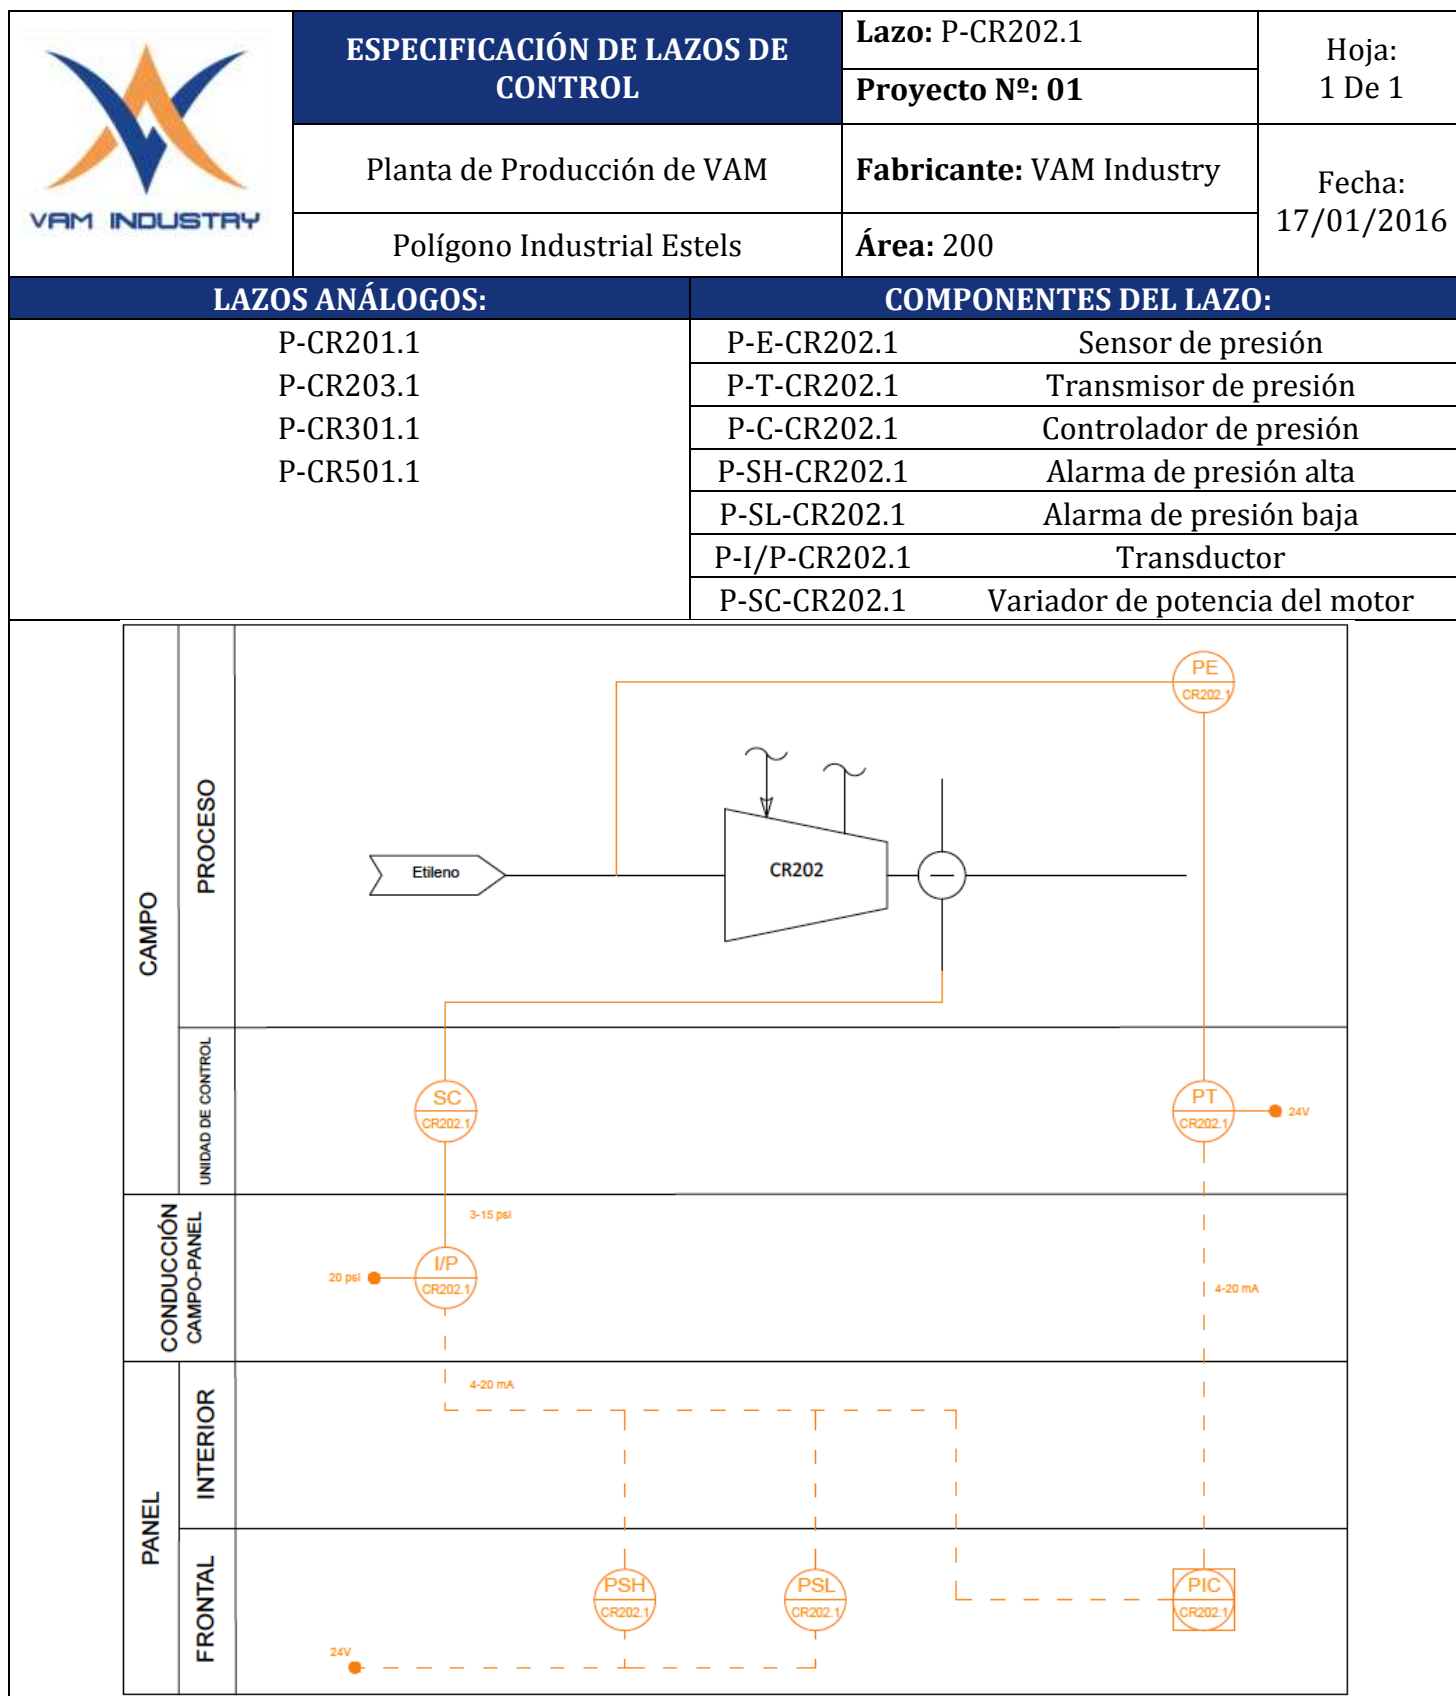 VAM INDUSTRY
ESPECIFICACIÓN DE LAZOS DE
CONTROL
Lazo: P-CR202.1
Proyecto Nº: 01
Hoja:
1 De 1
Planta de Producción de VAM
Fabricante: VAM Industry
Fecha:
17/01/2016
Polígono Industrial Estels
Área: 200
LAZOS ANÁLOGOS:
P-CR201.1
P-CR203.1
P-CR301.1
P-CR501.1
COMPONENTES DEL LAZO:
P-E-CR202.1 Sensor de presión
P-T-CR202.1 Transmisor de presión
P-C-CR202.1 Controlador de presión
P-SH-CR202.1 Alarma de presión alta
P-SL-CR202.1 Alarma de presión baja
P-I/P-CR202.1 Transductor
P-SC-CR202.1 Variador de potencia del motor
CAMPO
PROCESO
PE
CR202.1
Etileno
CR202
UNIDAD DE CONTROL
SC
CR202.1
PT
CR202.1
24V
CONDUCCIÓN
CAMPO-PANEL
3-15 psi
20 psi
I/P
CR202.1
4-20 mA
PANEL
INTERIOR
4-20 mA
FRONTAL
PSH
CR202.1
PSL
CR202.1
PIC
CR202.1
24V